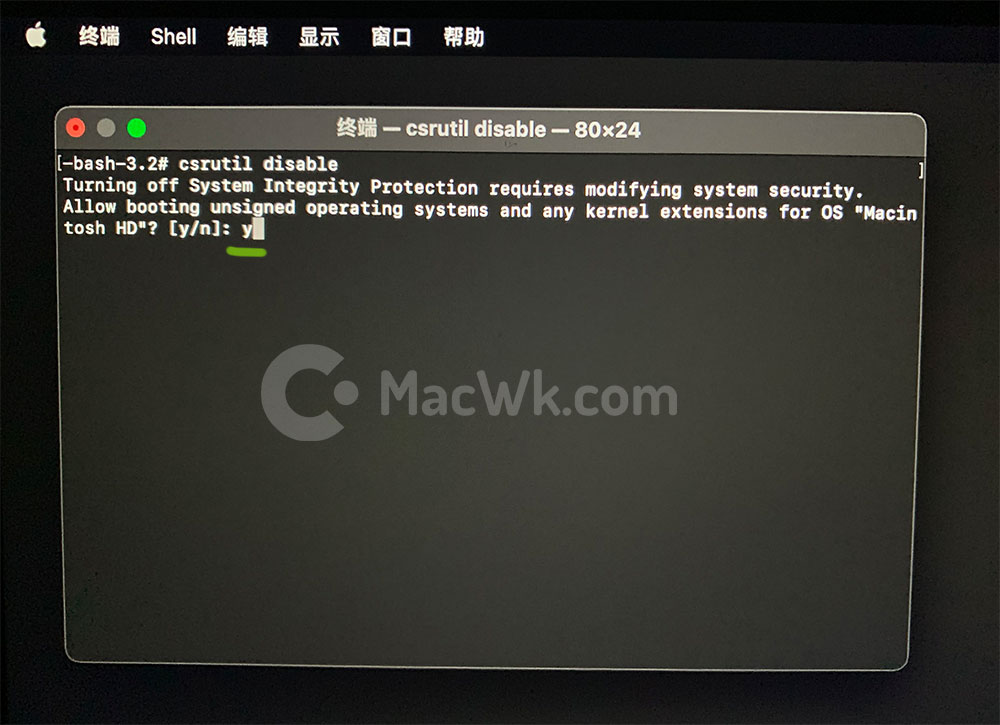 终端 Shell 编辑 显示 窗口 帮助
终端 — csrutil disable — 80×24
[-bash-3.2# csrutil disable ]
Turning off System Integrity Protection requires modifying system security.
Allow booting unsigned operating systems and any kernel extensions for OS "Macin
tosh HD"? [y/n]: y
MacWk.com